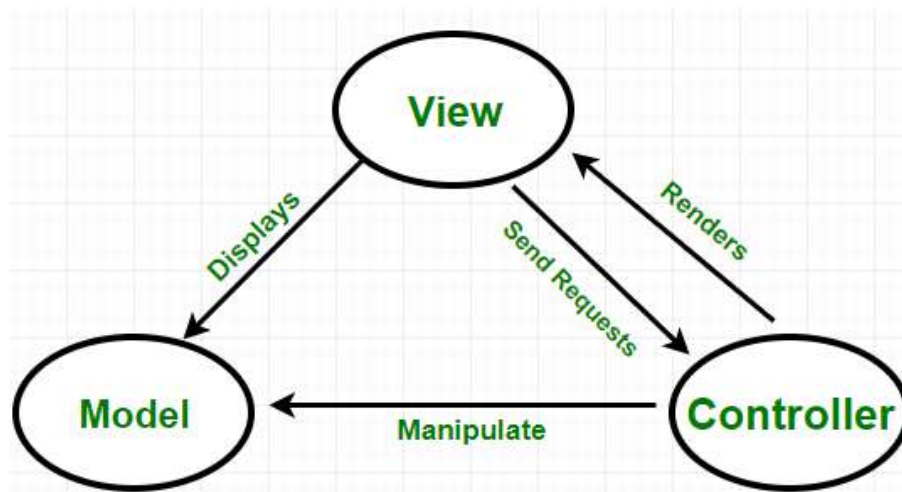 View
Displays
Send Requests
Renders
Model
Manipulate
Controller